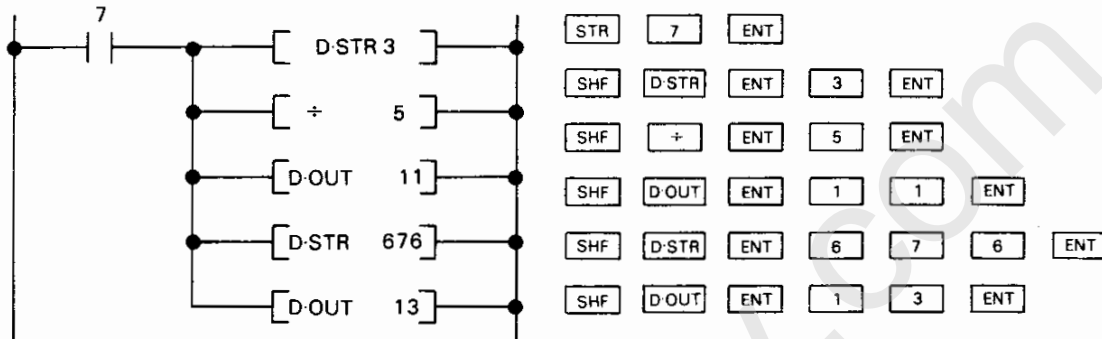 7
D·STR 3 STR 7 ENT
÷ 5 SHF D·STR ENT 3 ENT
D·OUT 11 SHF ÷ ENT 5 ENT
D·STR 676 SHF D·OUT ENT 1 1 ENT
D·OUT 13 SHF D·STR ENT 6 7 6 ENT
SHF D·OUT ENT 1 3 ENT
.com